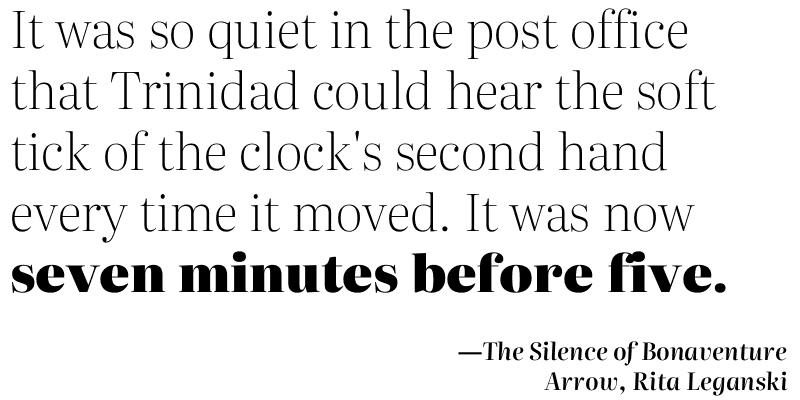 It was so quiet in the post office
that Trinidad could hear the soft
tick of the clock's second hand
every time it moved. It was now
seven minutes before five.
—The Silence of Bonaventure
Arrow, Rita Leganski